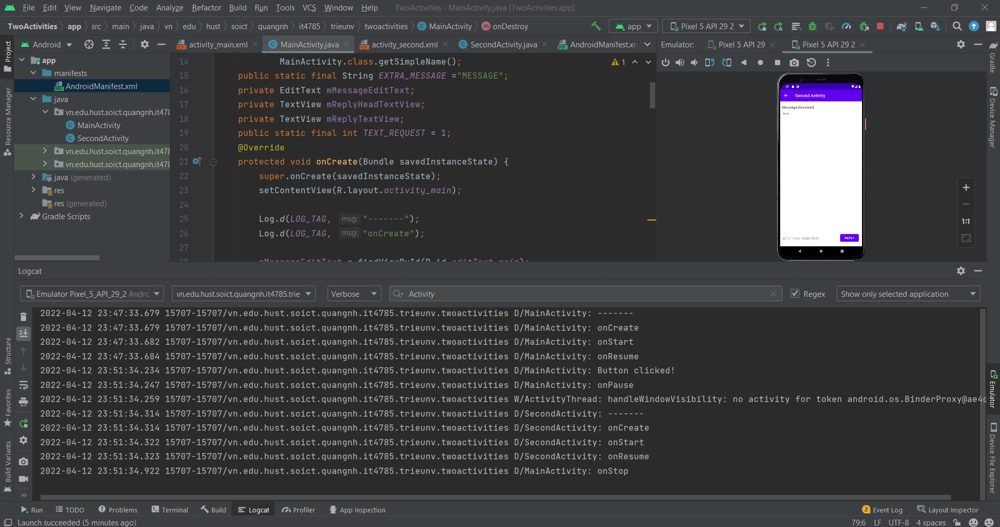 File Edit View Navigate Code Analyze Refactor Build Run Tools VCS Window Help TwoActivities - MainActivity.java [TwoActivities.app]
TwoActivities app src main java vn edu hust soict quangnh it4785 trieunv twoactivities MainActivity onDestroy app Pixel 5 API 29 2
Project
Resource Manager
Structure
Favorites
Build Variants
Android
app
manifests
AndroidManifest.xml
java
vn.edu.hust.soict.quangnh.it478
MainActivity
SecondActivity
vn.edu.hust.soict.quangnh.it478
vn.edu.hust.soict.quangnh.it478
java (generated)
res
res (generated)
Gradle Scripts
activity_main.xml MainActivity.java activity_second.xml SecondActivity.java AndroidManifest.xm
1
14 MainActivity.class.getSimpleName();
15 public static final String EXTRA_MESSAGE ="MESSAGE";
16 private EditText mMessageEditText;
17 private TextView mReplyHeadTextView;
18 private TextView mReplyTextView;
19 public static final int TEXT_REQUEST = 1;
20 @Override
21 protected void onCreate(Bundle savedInstanceState) {
22 super.onCreate(savedInstanceState);
23 setContentView(R.layout.activity_main);
24
25 Log.d(LOG_TAG, msg: "-------");
26 Log.d(LOG_TAG, msg: "onCreate");
27
28 mMessageEditText = findViewById(R.id.editText_main);
Emulator: Pixel 5 API 29 Pixel 5 API 29 2
Second Activity
Message Received
Enter Your Reply Here REPLY
1:1
Gradle
Device Manager
Emulator
Device File Explorer
Logcat
Emulator Pixel_5_API_29_2 Andrc vn.edu.hust.soict.quangnh.it4785.trie Verbose Activity Regex Show only selected application
2022-04-12 23:47:33.679 15707-15707/vn.edu.hust.soict.quangnh.it4785.trieunv.twoactivities D/MainActivity: -------
2022-04-12 23:47:33.679 15707-15707/vn.edu.hust.soict.quangnh.it4785.trieunv.twoactivities D/MainActivity: onCreate
2022-04-12 23:47:33.682 15707-15707/vn.edu.hust.soict.quangnh.it4785.trieunv.twoactivities D/MainActivity: onStart
2022-04-12 23:47:33.684 15707-15707/vn.edu.hust.soict.quangnh.it4785.trieunv.twoactivities D/MainActivity: onResume
2022-04-12 23:51:34.234 15707-15707/vn.edu.hust.soict.quangnh.it4785.trieunv.twoactivities D/MainActivity: Button clicked!
2022-04-12 23:51:34.247 15707-15707/vn.edu.hust.soict.quangnh.it4785.trieunv.twoactivities D/MainActivity: onPause
2022-04-12 23:51:34.259 15707-15707/vn.edu.hust.soict.quangnh.it4785.trieunv.twoactivities W/ActivityThread: handleWindowVisibility: no activity for token android.os.BinderProxy@ae4c
2022-04-12 23:51:34.314 15707-15707/vn.edu.hust.soict.quangnh.it4785.trieunv.twoactivities D/SecondActivity: -------
2022-04-12 23:51:34.314 15707-15707/vn.edu.hust.soict.quangnh.it4785.trieunv.twoactivities D/SecondActivity: onCreate
2022-04-12 23:51:34.322 15707-15707/vn.edu.hust.soict.quangnh.it4785.trieunv.twoactivities D/SecondActivity: onStart
2022-04-12 23:51:34.323 15707-15707/vn.edu.hust.soict.quangnh.it4785.trieunv.twoactivities D/SecondActivity: onResume
2022-04-12 23:51:34.922 15707-15707/vn.edu.hust.soict.quangnh.it4785.trieunv.twoactivities D/MainActivity: onStop
Run TODO Problems Terminal Build Logcat Profiler App Inspection 2 Event Log Layout Inspector
Launch succeeded (5 minutes ago) 79:6 LF UTF-8 4 spaces